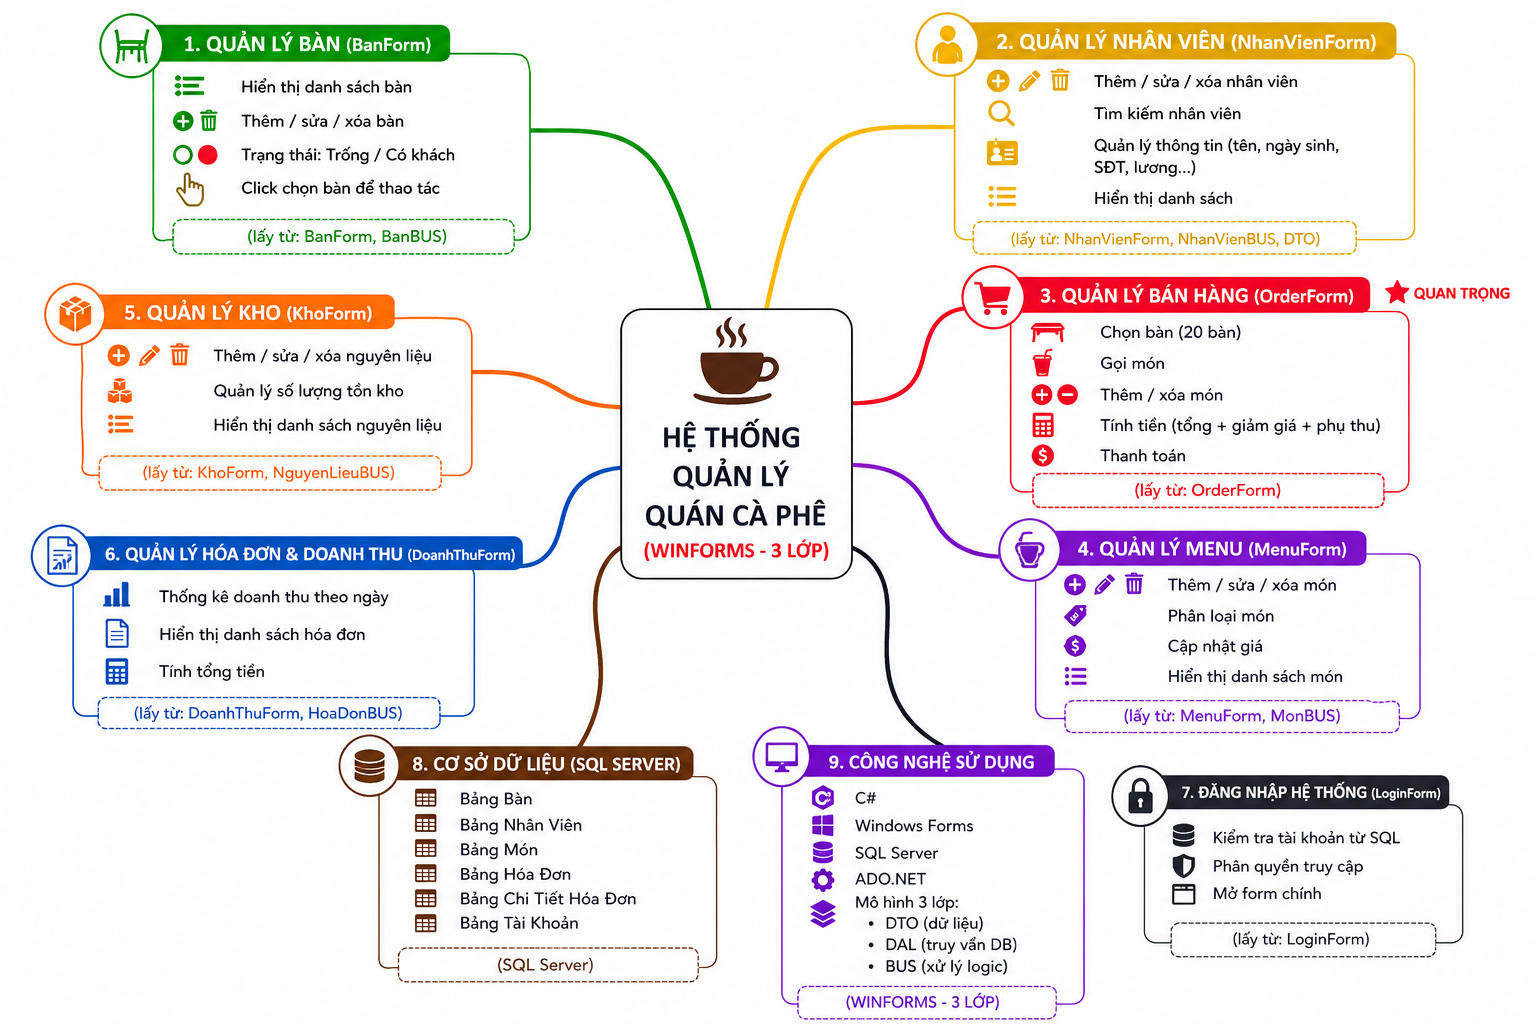 1. QUẢN LÝ BÀN (BanForm)
Hiển thị danh sách bàn
Thêm / sửa / xóa bàn
Trạng thái: Trống / Có khách
Click chọn bàn để thao tác
(lấy từ: BanForm, BanBUS)
2. QUẢN LÝ NHÂN VIÊN (NhanVienForm)
Thêm / sửa / xóa nhân viên
Tìm kiếm nhân viên
Quản lý thông tin (tên, ngày sinh,
SĐT, lương...)
Hiển thị danh sách
(lấy từ: NhanVienForm, NhanVienBUS, DTO)
5. QUẢN LÝ KHO (KhoForm)
Thêm / sửa / xóa nguyên liệu
Quản lý số lượng tồn kho
Hiển thị danh sách nguyên liệu
(lấy từ: KhoForm, NguyenLieuBUS)
HỆ THỐNG
QUẢN LÝ
QUÁN CÀ PHÊ
(WINFORMS - 3 LỚP)
3. QUẢN LÝ BÁN HÀNG (OrderForm)
QUAN TRỌNG
Chọn bàn (20 bàn)
Gọi món
Thêm / xóa món
Tính tiền (tổng + giảm giá + phụ thu)
Thanh toán
(lấy từ: OrderForm)
6. QUẢN LÝ HÓA ĐƠN & DOANH THU (DoanhThuForm)
Thống kê doanh thu theo ngày
Hiển thị danh sách hóa đơn
Tính tổng tiền
(lấy từ: DoanhThuForm, HoaDonBUS)
4. QUẢN LÝ MENU (MenuForm)
Thêm / sửa / xóa món
Phân loại món
Cập nhật giá
Hiển thị danh sách món
(lấy từ: MenuForm, MonBUS)
8. CƠ SỞ DỮ LIỆU (SQL SERVER)
Bảng Bàn
Bảng Nhân Viên
Bảng Món
Bảng Hóa Đơn
Bảng Chi Tiết Hóa Đơn
Bảng Tài Khoản
(SQL Server)
9. CÔNG NGHỆ SỬ DỤNG
C#
Windows Forms
SQL Server
ADO.NET
Mô hình 3 lớp:
• DTO (dữ liệu)
• DAL (truy vấn DB)
• BUS (xử lý logic)
(WINFORMS - 3 LỚP)
7. ĐĂNG NHẬP HỆ THỐNG (LoginForm)
Kiểm tra tài khoản từ SQL
Phân quyền truy cập
Mở form chính
(lấy từ: LoginForm)